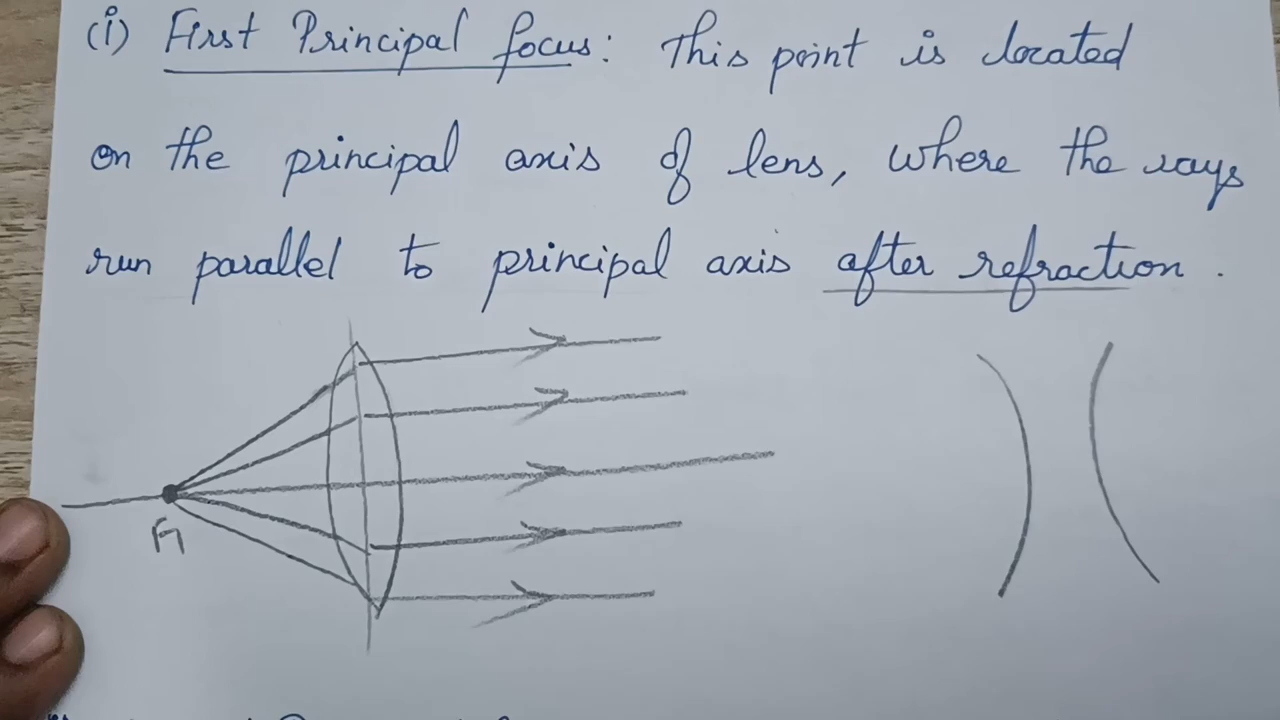 (i) First Principal focus: This point is located
on the principal axis of lens, where the rays
run parallel to principal axis after refraction.
F1